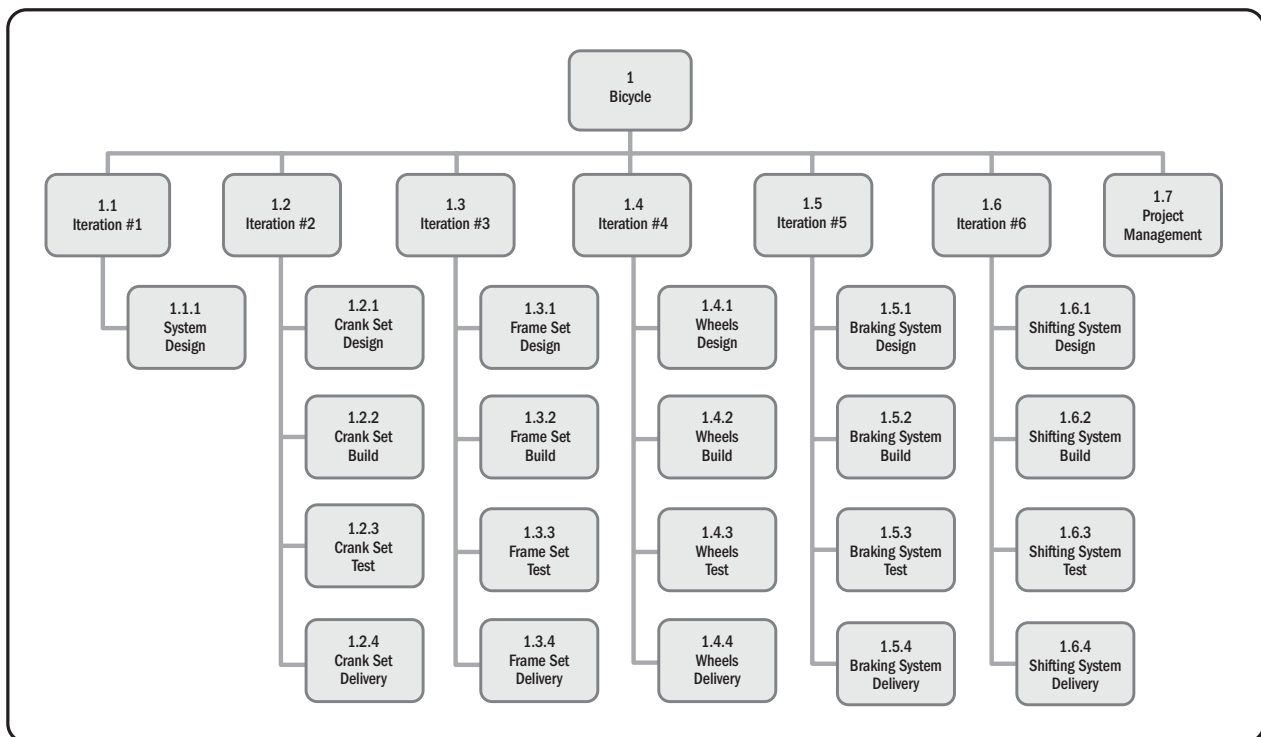 1
Bicycle
1.1
Iteration #1
1.2
Iteration #2
1.3
Iteration #3
1.4
Iteration #4
1.5
Iteration #5
1.6
Iteration #6
1.7
Project
Management
1.1.1
System
Design
1.2.1
Crank Set
Design
1.3.1
Frame Set
Design
1.4.1
Wheels
Design
1.5.1
Braking System
Design
1.6.1
Shifting System
Design
1.2.2
Crank Set
Build
1.3.2
Frame Set
Build
1.4.2
Wheels
Build
1.5.2
Braking System
Build
1.6.2
Shifting System
Build
1.2.3
Crank Set
Test
1.3.3
Frame Set
Test
1.4.3
Wheels
Test
1.5.3
Braking System
Test
1.6.3
Shifting System
Test
1.2.4
Crank Set
Delivery
1.3.4
Frame Set
Delivery
1.4.4
Wheels
Delivery
1.5.4
Braking System
Delivery
1.6.4
Shifting System
Delivery